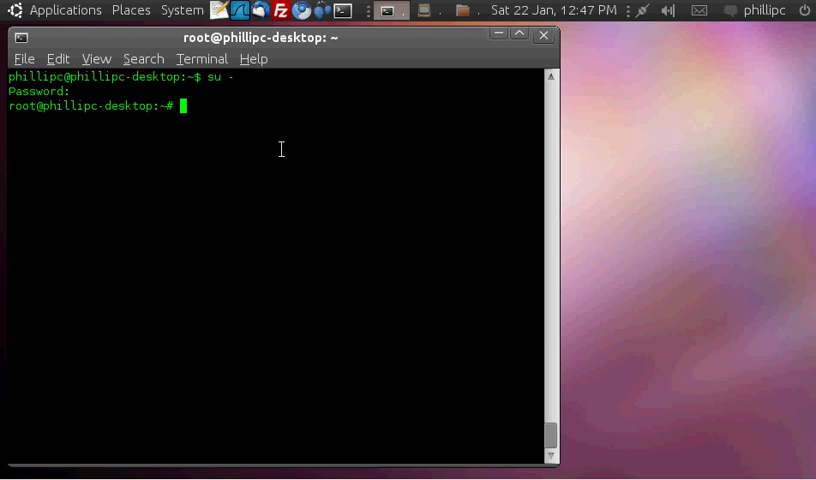 Applications Places System Sat 22 Jan, 12:47 PM phillipc
root@phillipc-desktop: ~
File Edit View Search Terminal Help
phillipc@phillipc-desktop:~$ su -
Password:
root@phillipc-desktop:~#